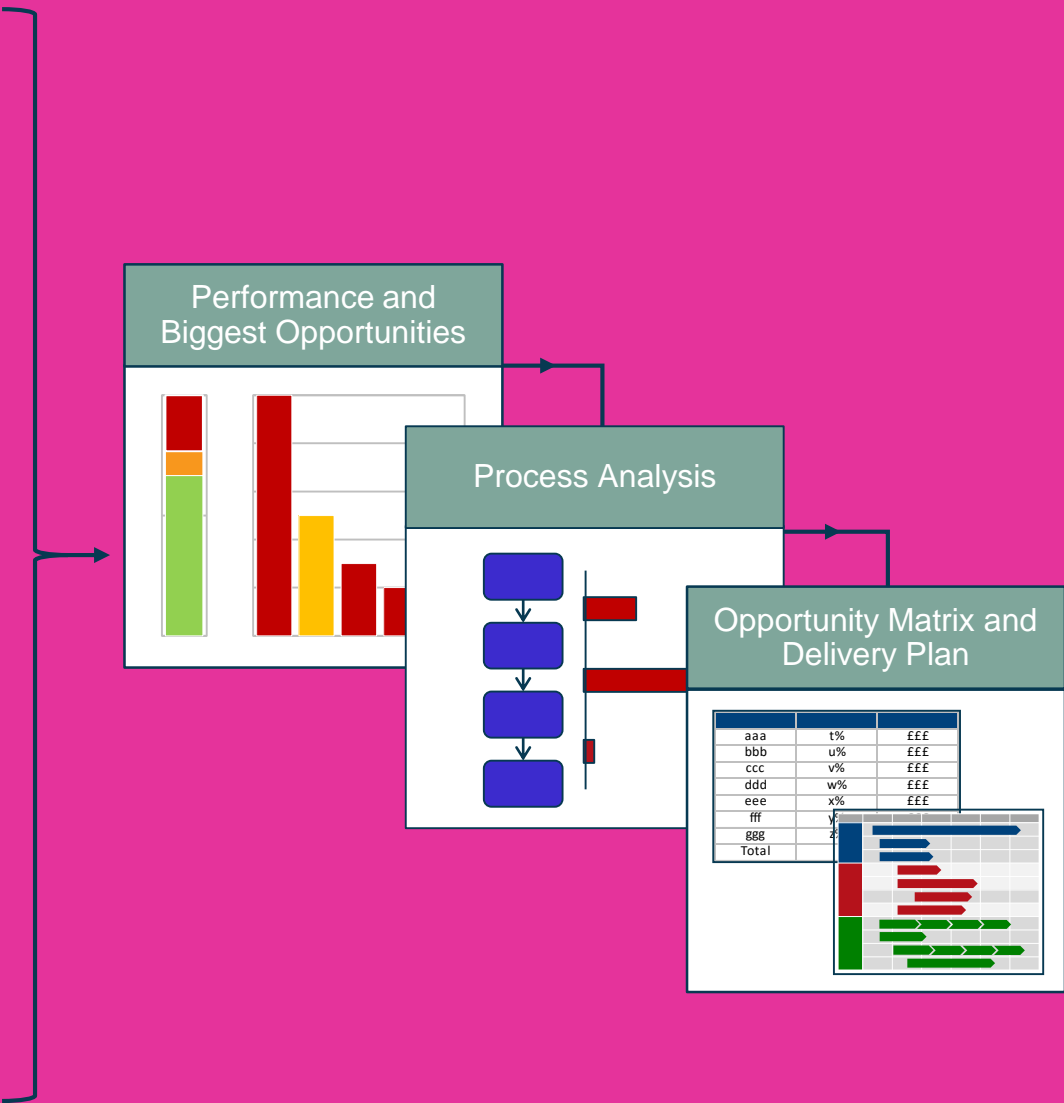 Performance and
Biggest Opportunities
Process Analysis
Opportunity Matrix and
Delivery Plan
aaa t% £££
bbb u% £££
ccc v% £££
ddd w% £££
eee x% £££
fff
ggg
Total